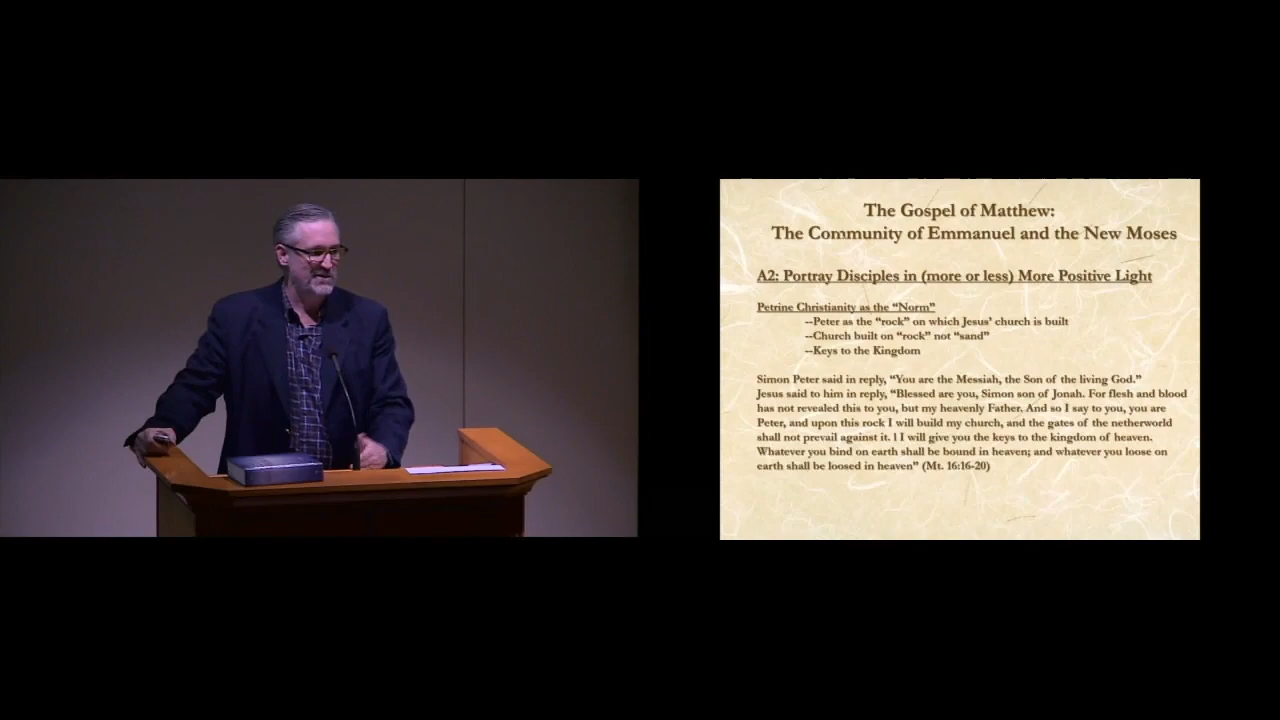 The Gospel of Matthew:
The Community of Emmanuel and the New Moses
A2: Portray Disciples in (more or less) More Positive Light
Petrine Christianity as the “Norm”
--Peter as the “rock” on which Jesus’ church is built
--Church built on “rock” not “sand”
--Keys to the Kingdom
Simon Peter said in reply, “You are the Messiah, the Son of the living God.”
Jesus said to him in reply, “Blessed are you, Simon son of Jonah. For flesh and blood
has not revealed this to you, but my heavenly Father. And so I say to you, you are
Peter, and upon this rock I will build my church, and the gates of the netherworld
shall not prevail against it. l I will give you the keys to the kingdom of heaven.
Whatever you bind on earth shall be bound in heaven; and whatever you loose on
earth shall be loosed in heaven” (Mt. 16:16-20)